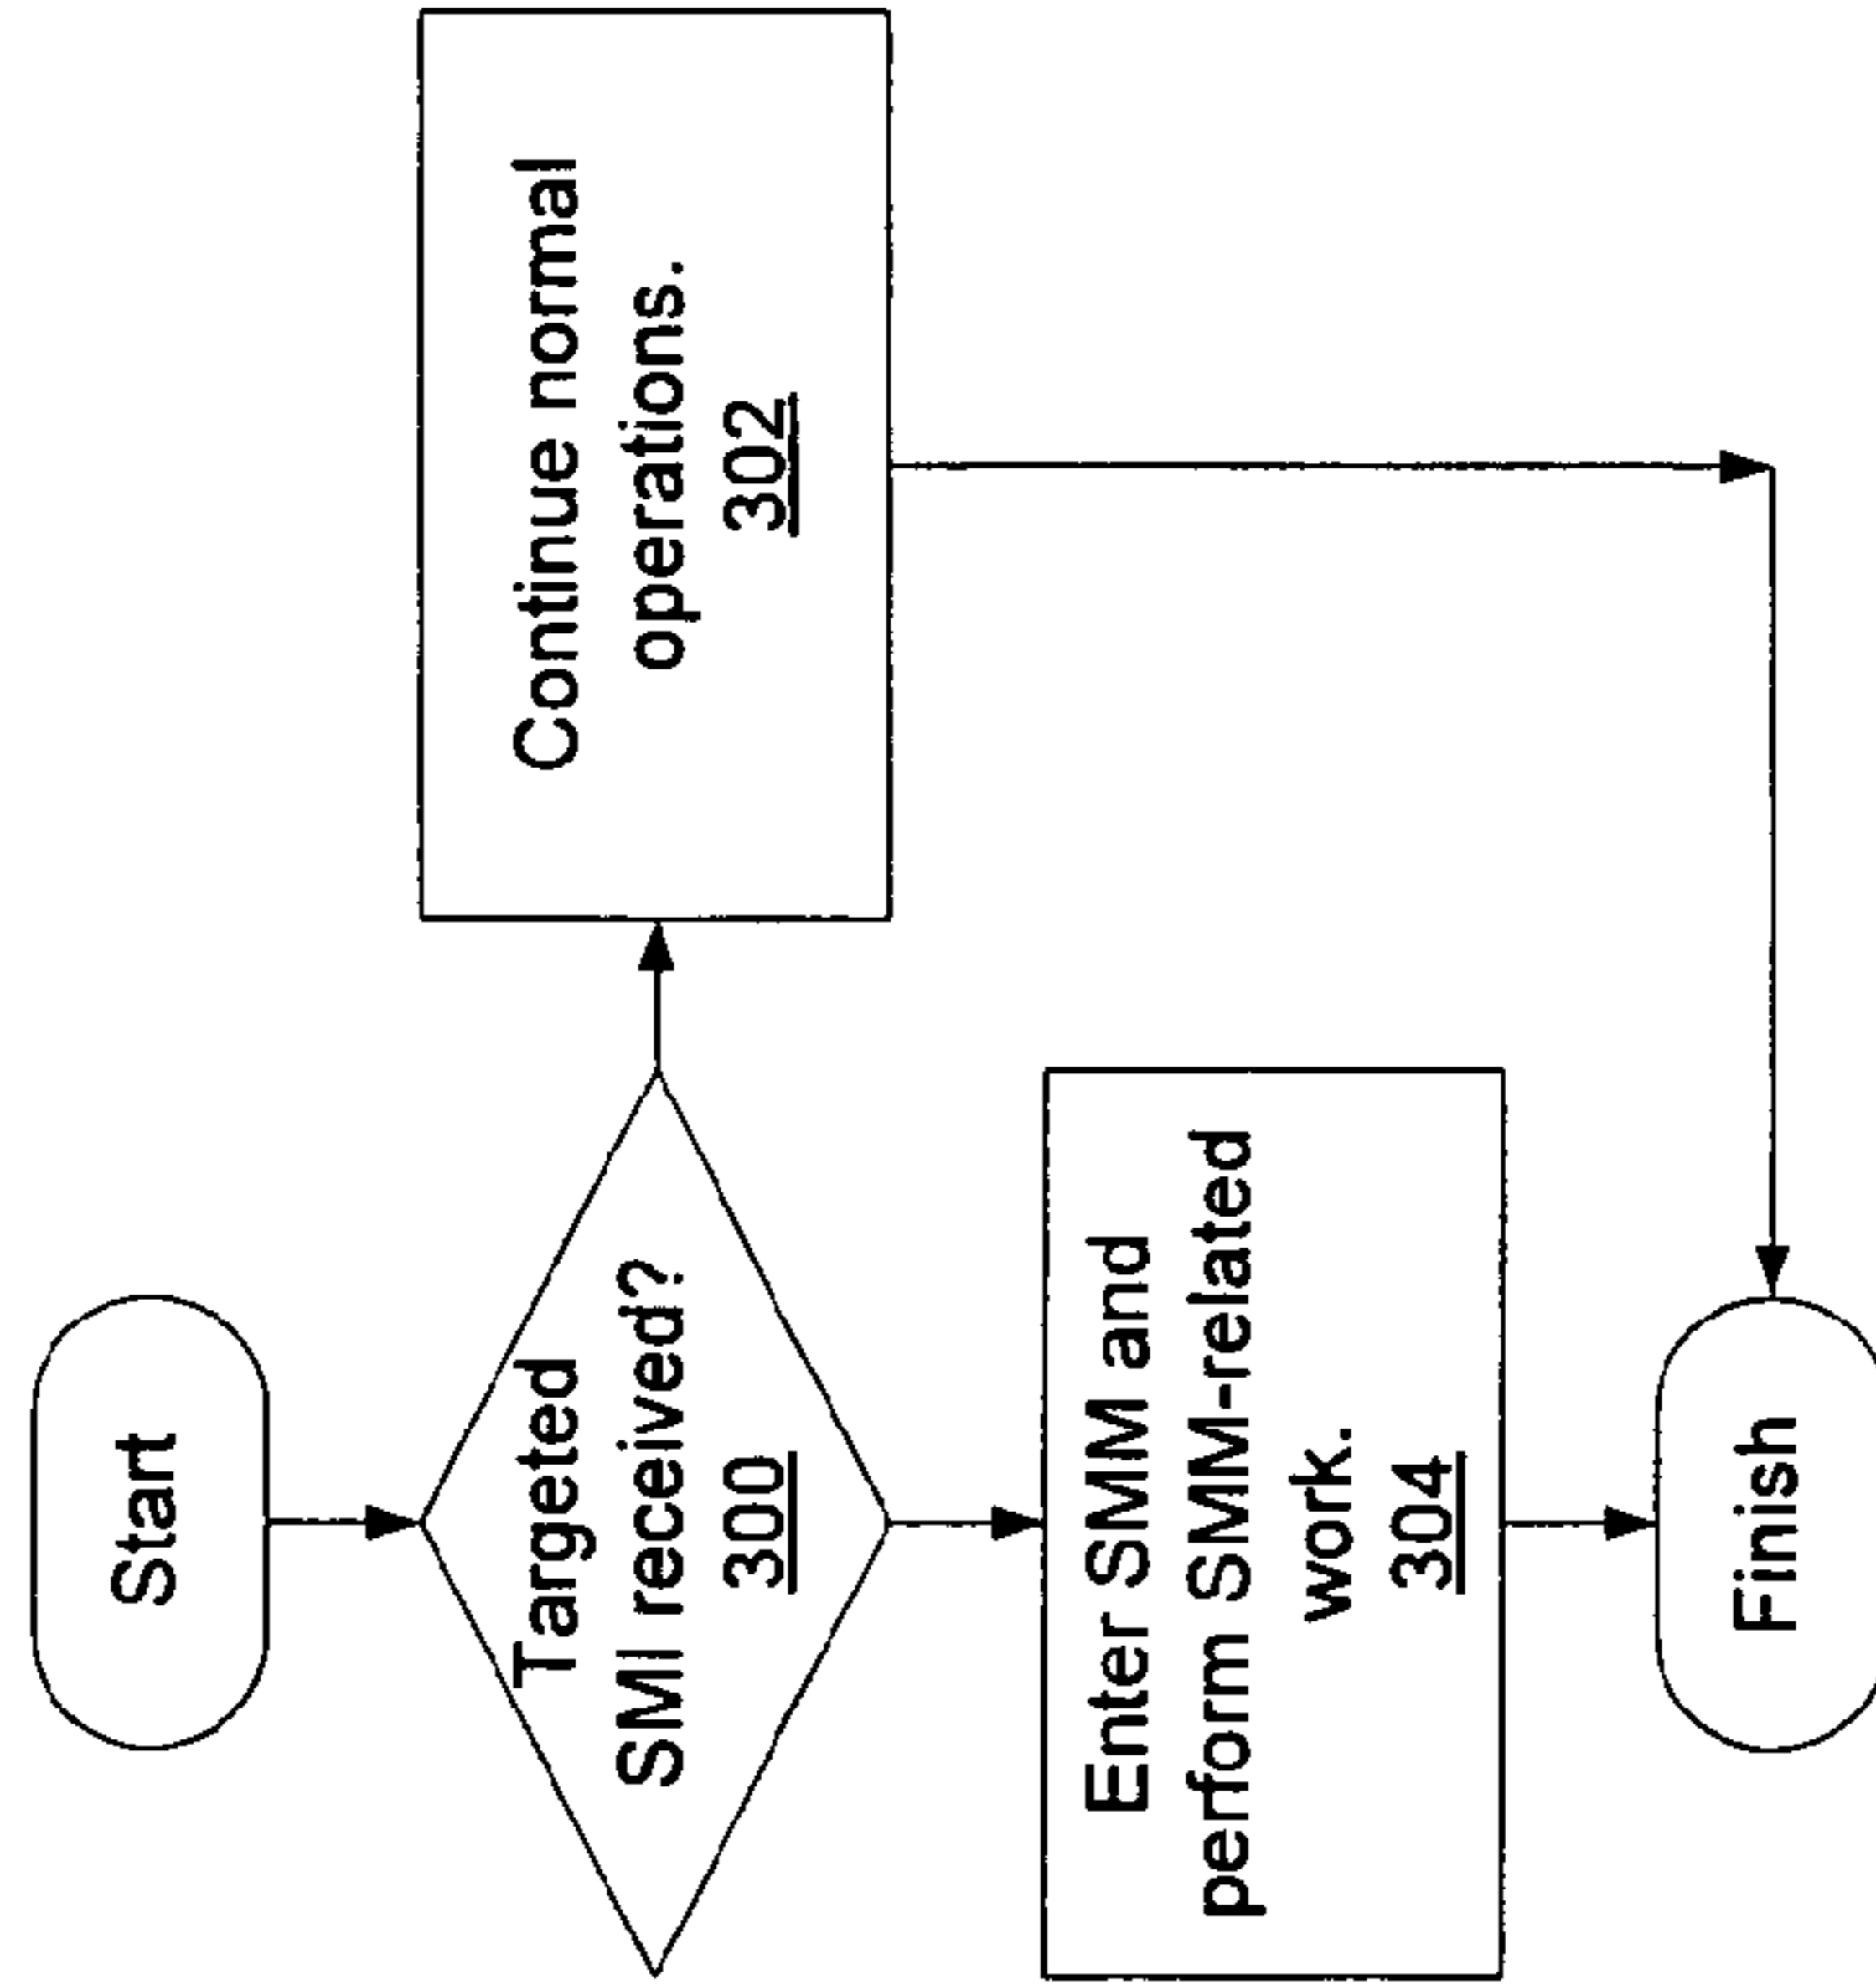 Start
Targeted
SMI received?
300
Continue normal
operations.
302
Enter SMM and
perform SMM-related
work.
304
Finish